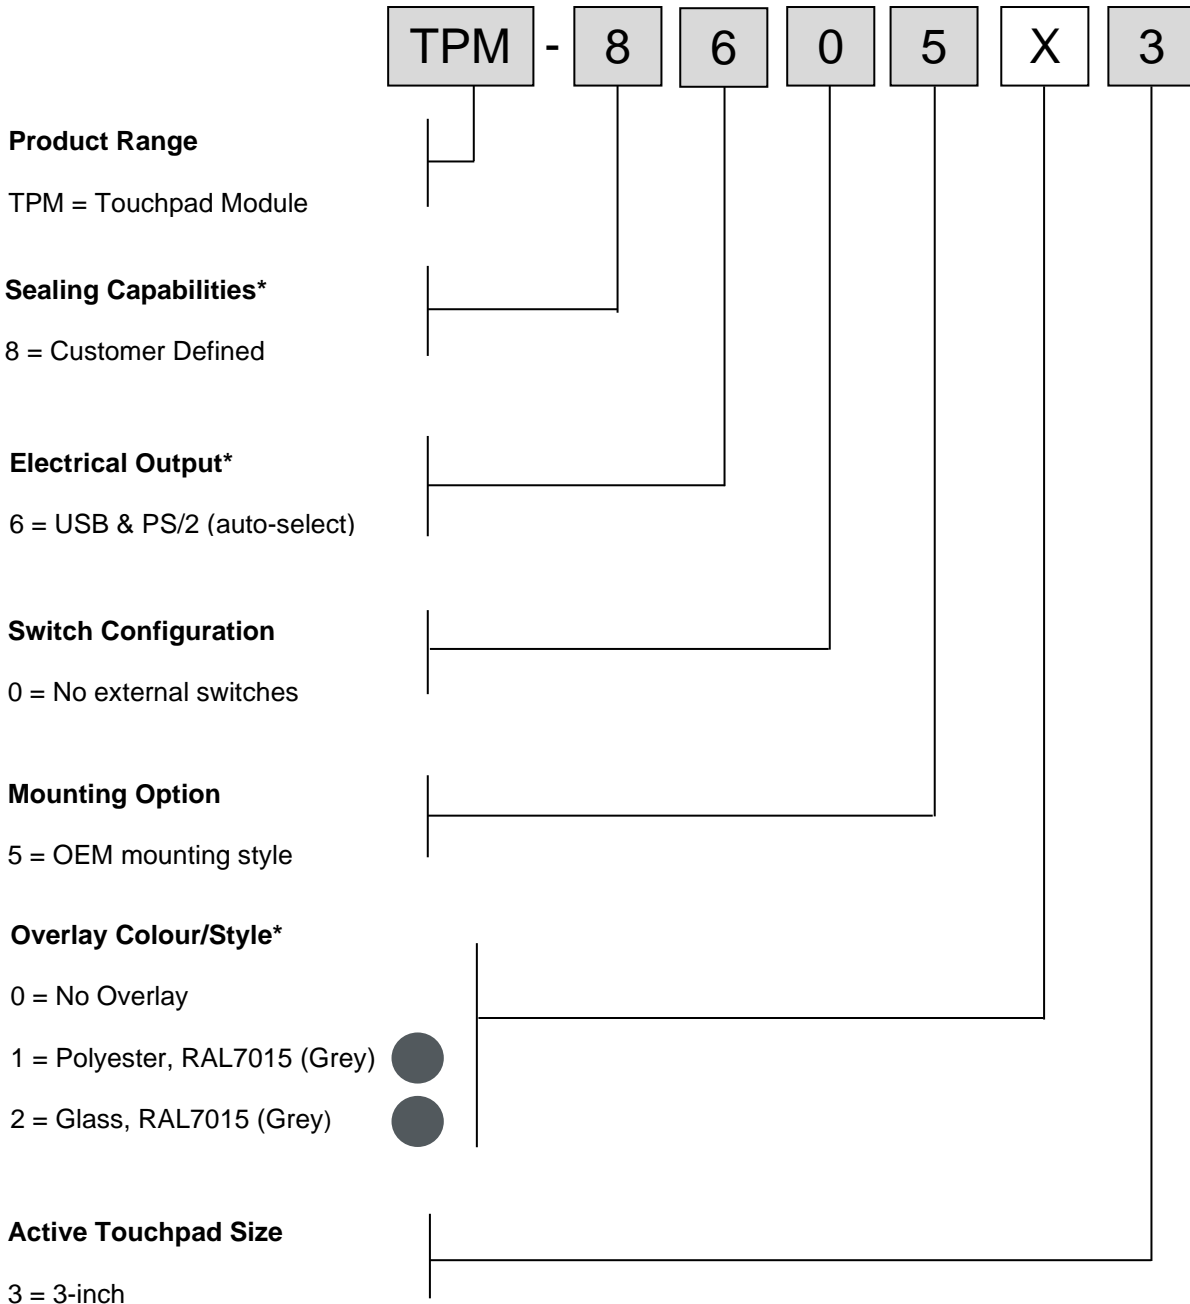 TPM - 8 6 0 5 X 3
Product Range
TPM = Touchpad Module
Sealing Capabilities*
8 = Customer Defined
Electrical Output*
6 = USB & PS/2 (auto-select)
Switch Configuration
0 = No external switches
Mounting Option
5 = OEM mounting style
Overlay Colour/Style*
0 = No Overlay
1 = Polyester, RAL7015 (Grey)
2 = Glass, RAL7015 (Grey)
Active Touchpad Size
3 = 3-inch